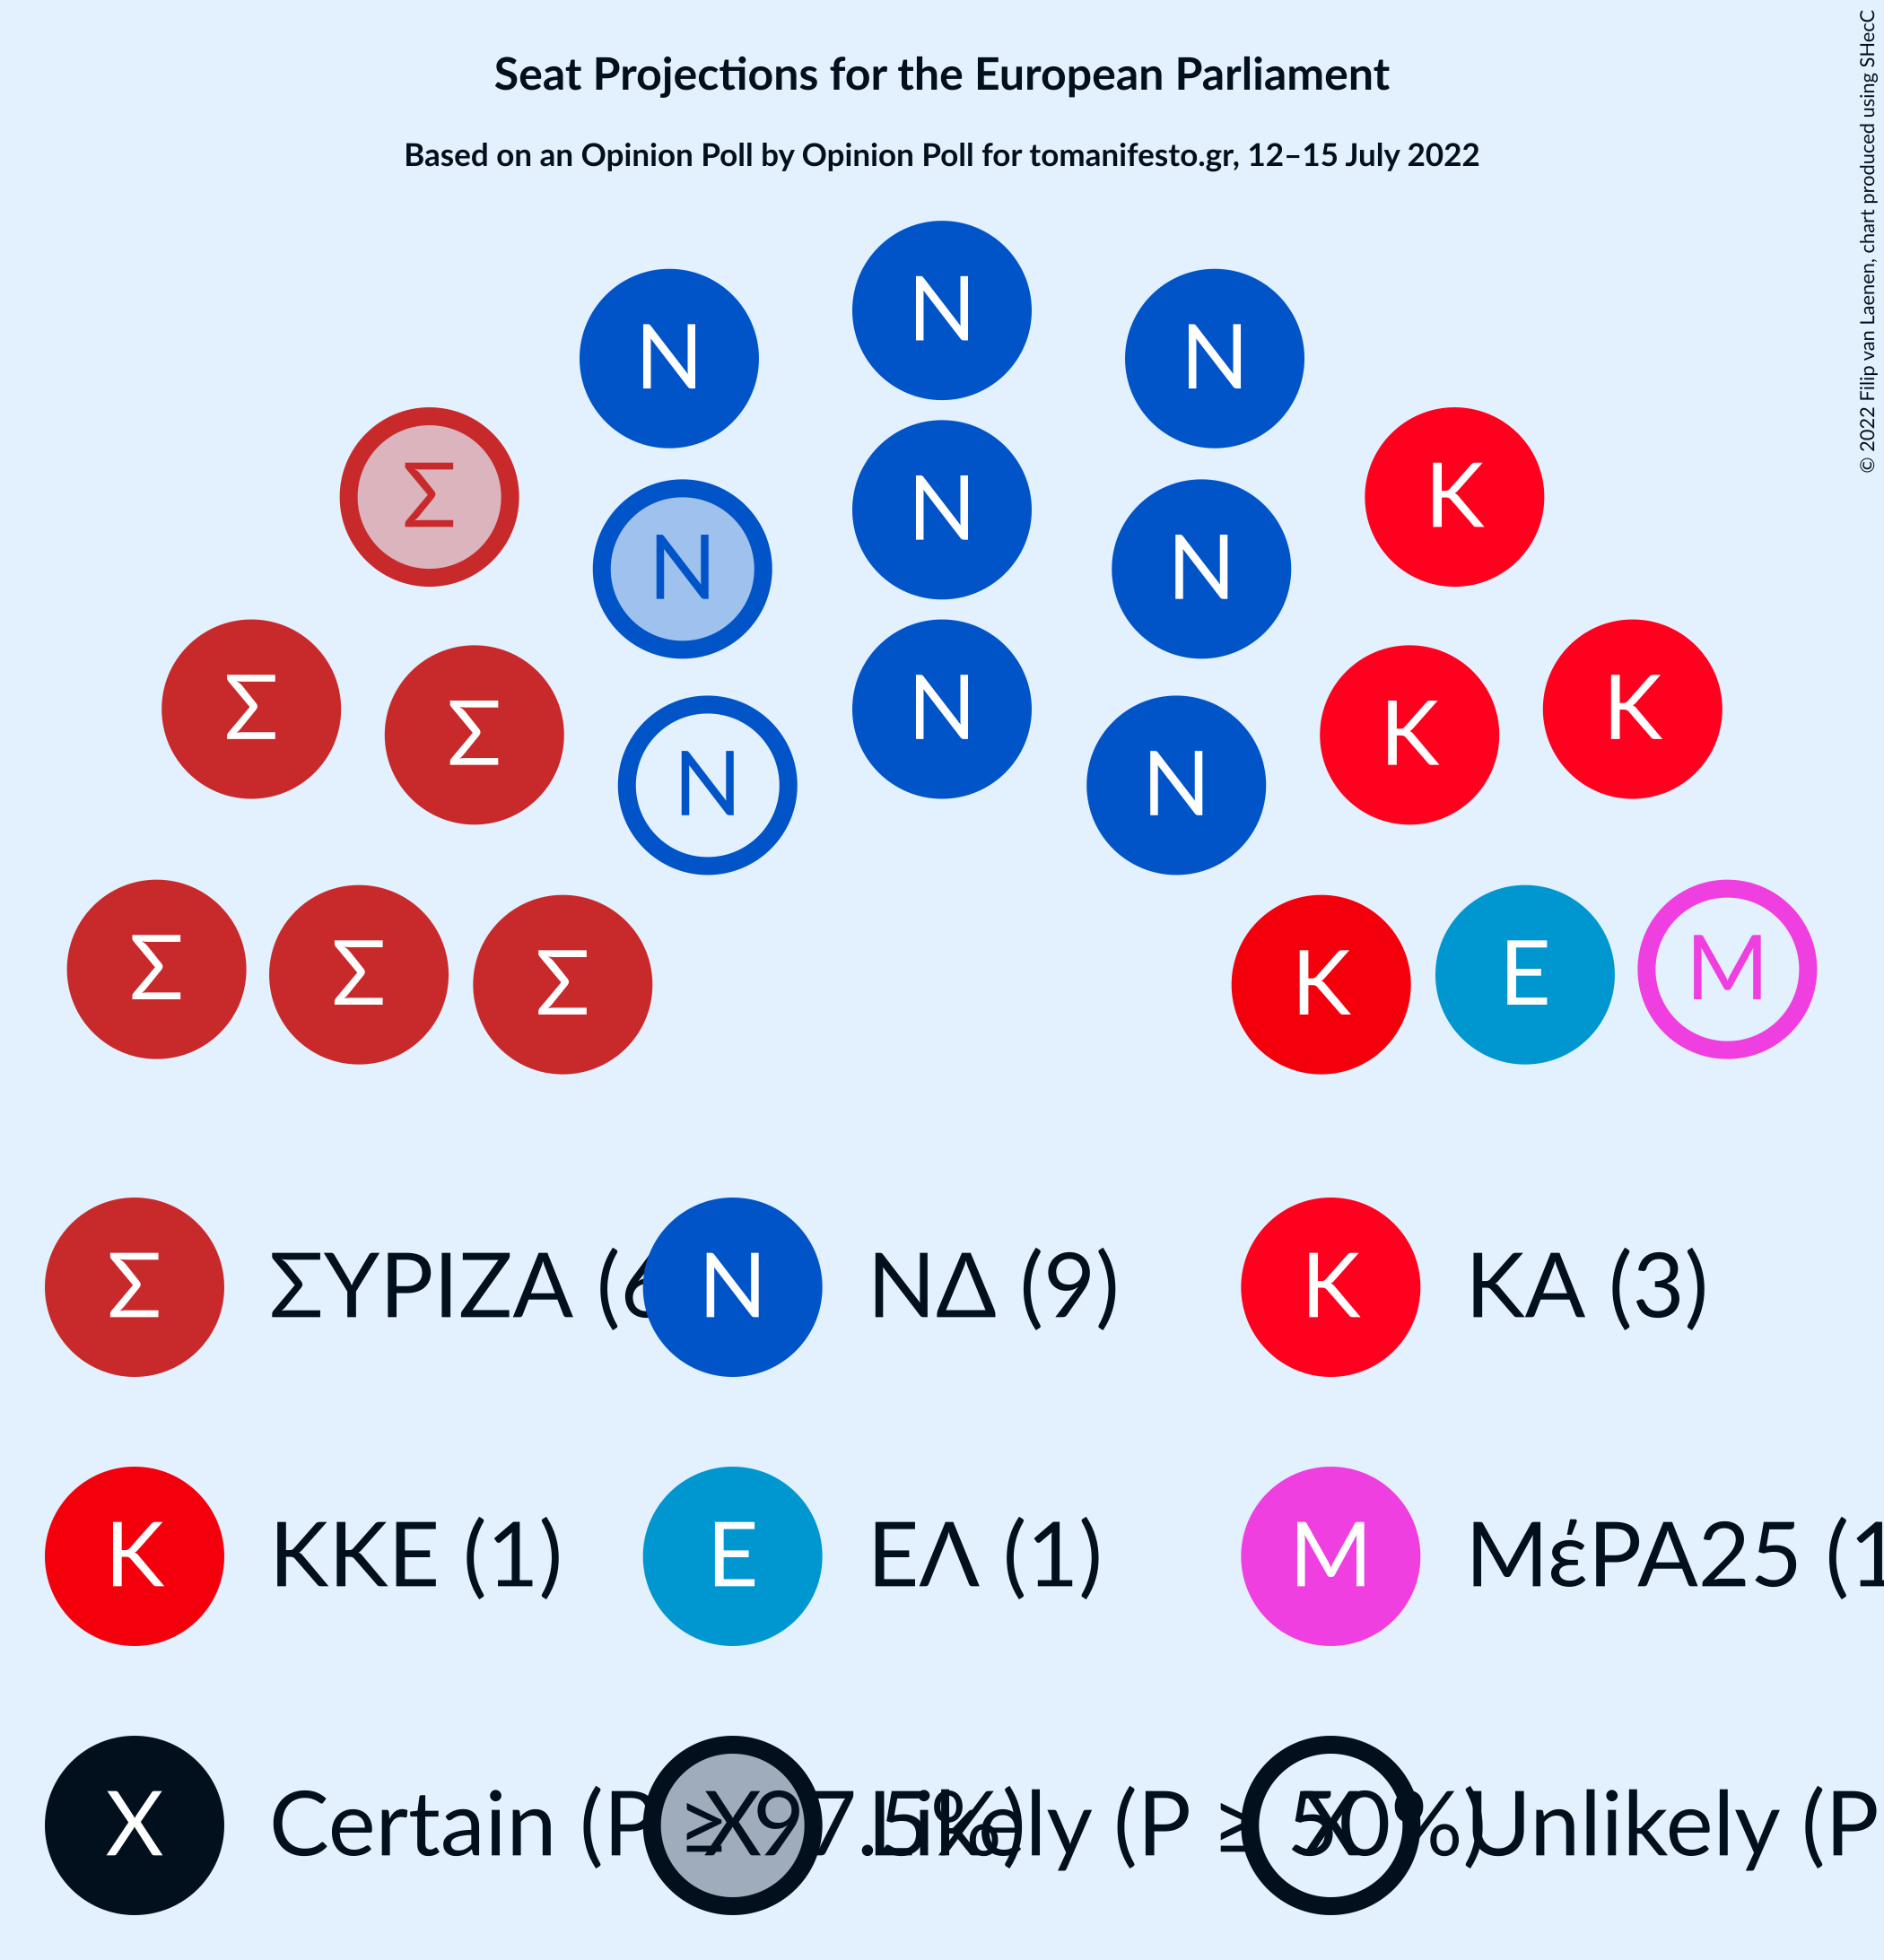 Seat Projections for the European Parliament
Based on an Opinion Poll by Opinion Poll for tomanifesto.gr, 12–15 July 2022
© 2022 Filip van Laenen, chart produced using SHecC
N
N N
N
Σ K
N
N N
Σ K
Σ K
N
N N
Σ M
Σ E
Σ K
Σ ΣΥΡΙΖΑ (6 N ΝΔ (9) K ΚΑ (3)
K ΚΚΕ (1) E ΕΛ (1) M ΜέΡΑ25 (1
X Certain (P ≥ 97.5%) X Likely (P ≥ 50%) X Unlikely (P